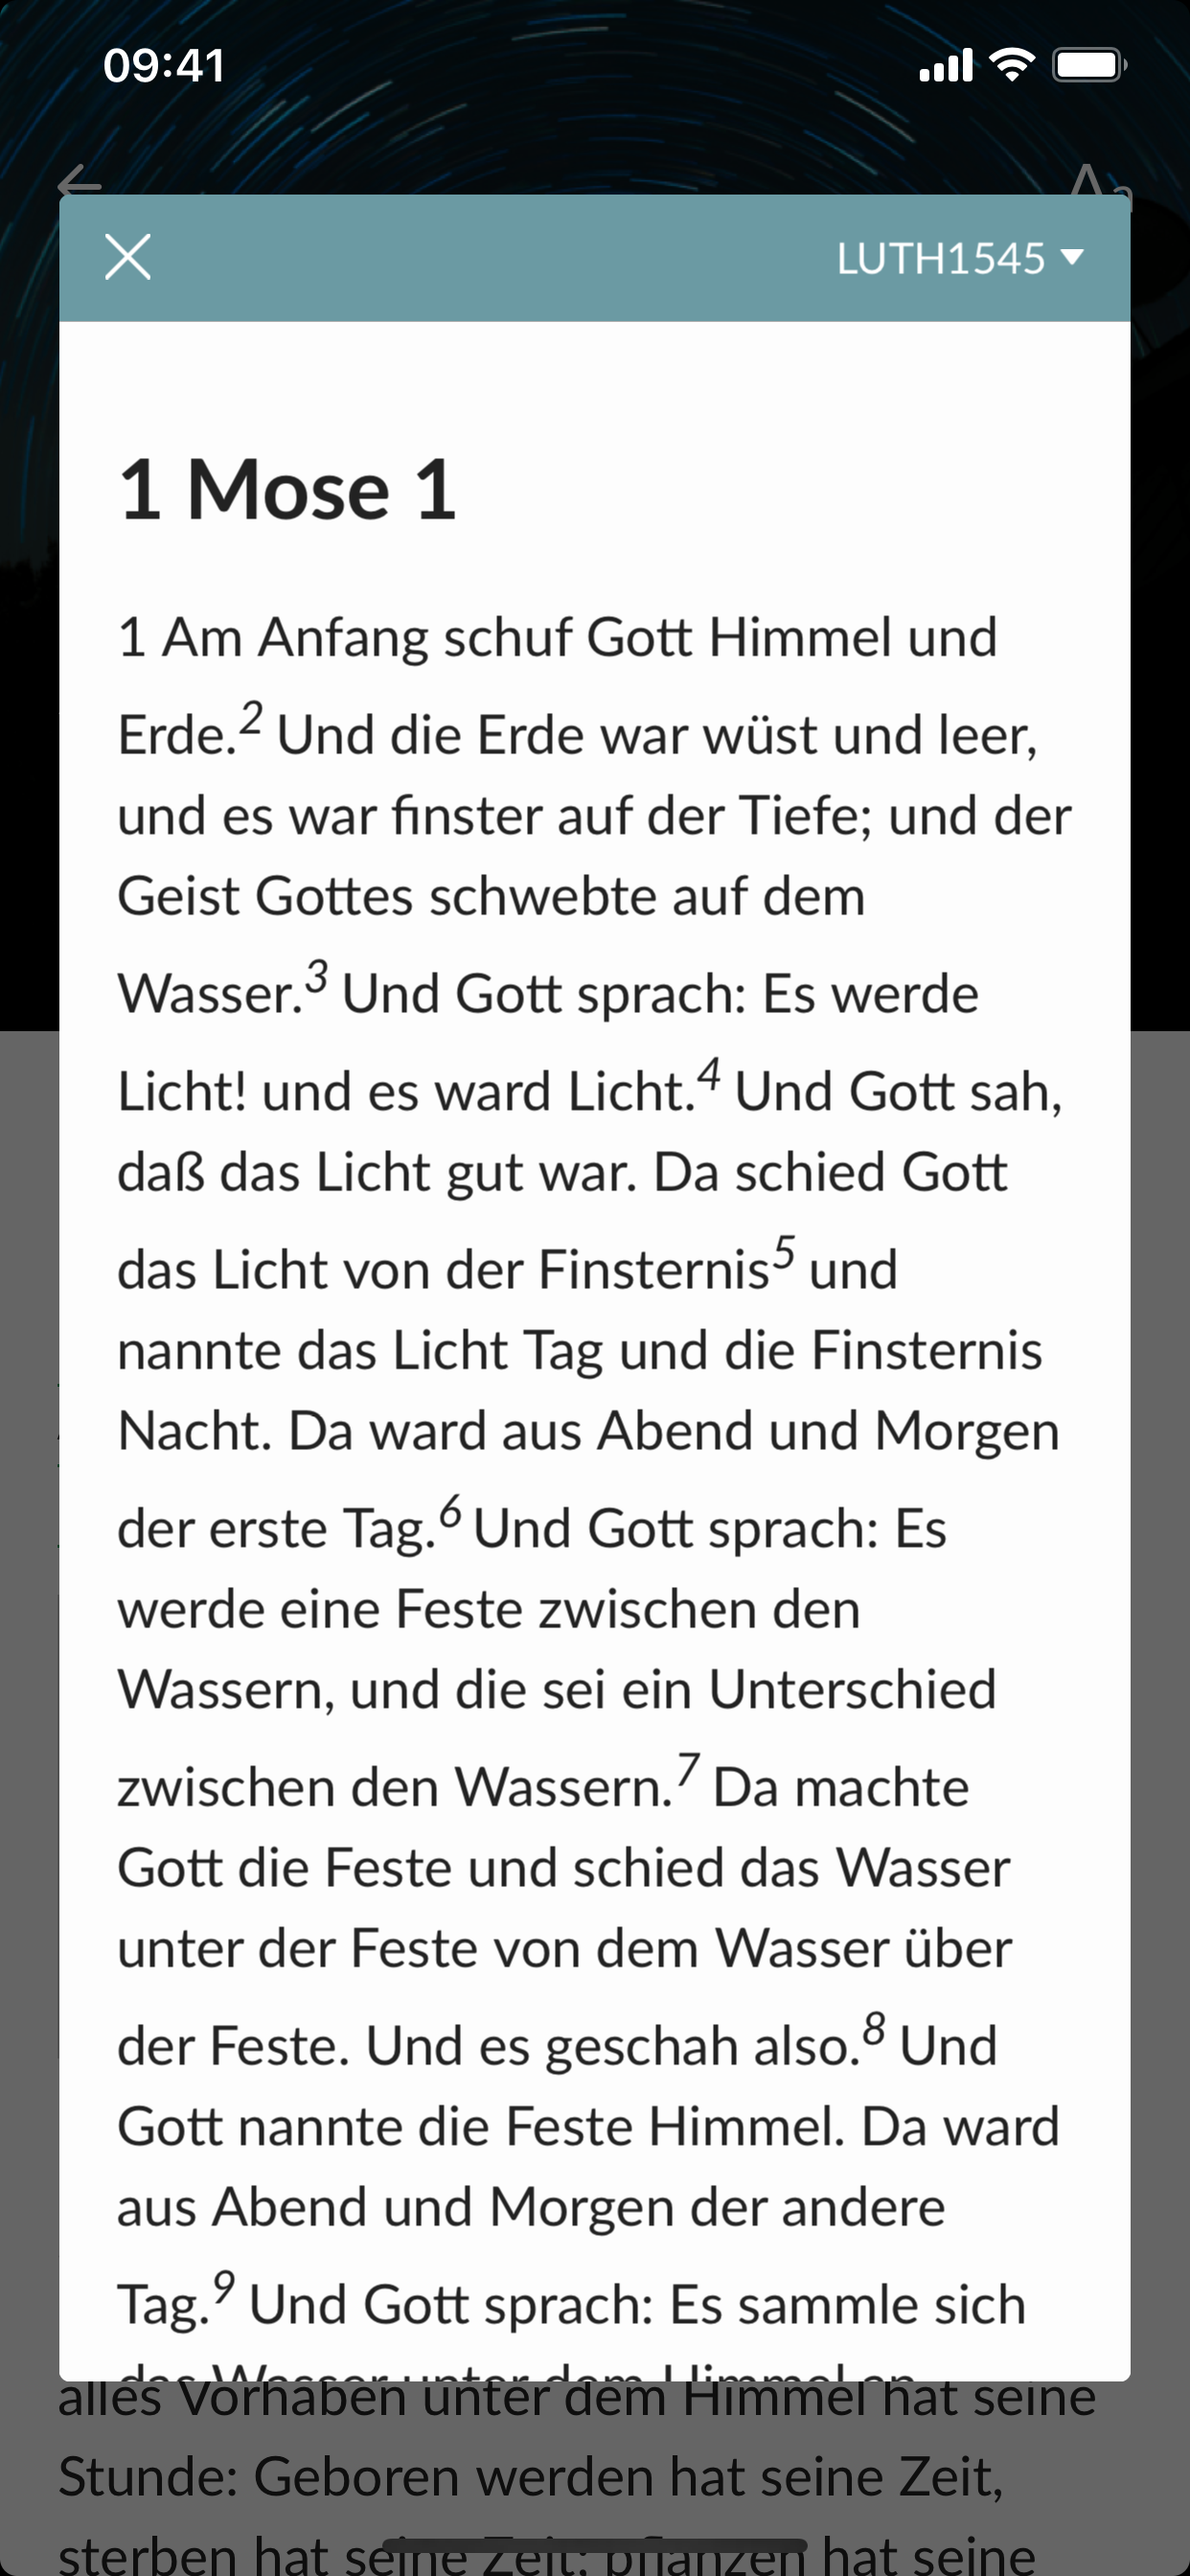 09:41
Aa
LUTH1545
1 Mose 1
1 Am Anfang schuf Gott Himmel und
Erde.2 Und die Erde war wüst und leer,
und es war finster auf der Tiefe; und der
Geist Gottes schwebte auf dem
Wasser.3 Und Gott sprach: Es werde
Licht! und es ward Licht.4 Und Gott sah,
daß das Licht gut war. Da schied Gott
das Licht von der Finsternis5 und
nannte das Licht Tag und die Finsternis
Nacht. Da ward aus Abend und Morgen
der erste Tag.6 Und Gott sprach: Es
werde eine Feste zwischen den
Wassern, und die sei ein Unterschied
zwischen den Wassern.7 Da machte
Gott die Feste und schied das Wasser
unter der Feste von dem Wasser über
der Feste. Und es geschah also.8 Und
Gott nannte die Feste Himmel. Da ward
aus Abend und Morgen der andere
Tag.9 Und Gott sprach: Es sammle sich
das Wasser unter dem Himmel an
alles Vorhaben unter dem Himmel hat seine
Stunde: Geboren werden hat seine Zeit,
sterben hat seine Zeit; pflanzen hat seine